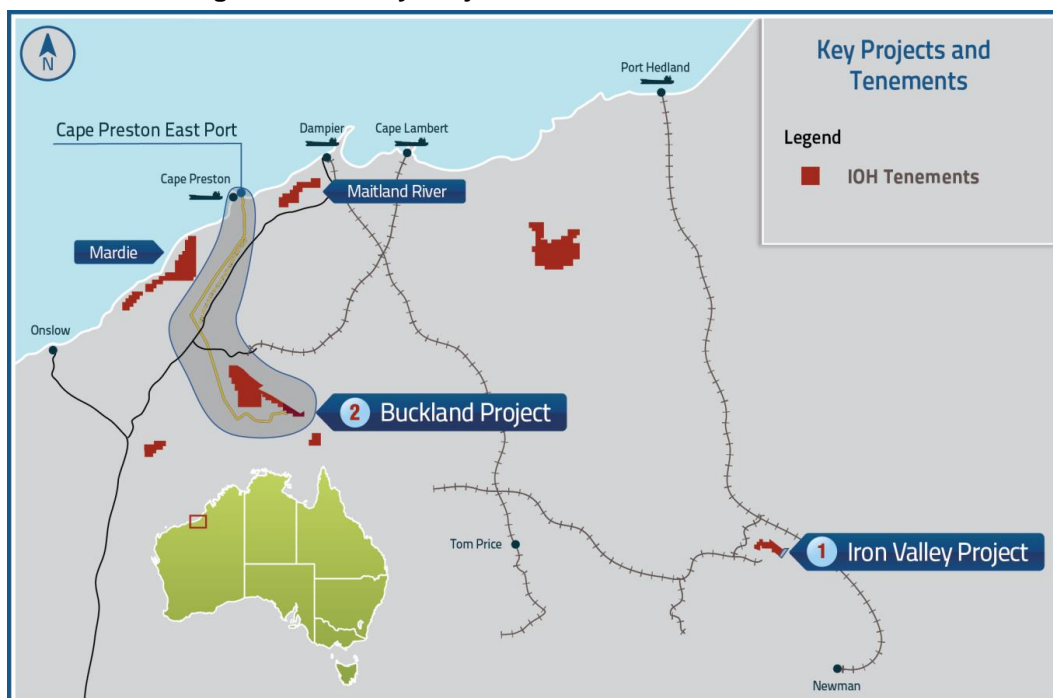 N
Key Projects and
Tenements
Legend
IOH Tenements
Port Hedland
Cape Preston East Port
Dampier
Cape Lambert
Cape Preston
Maitland River
Mardie
Onslow
2 Buckland Project
Tom Price
1 Iron Valley Project
Newman